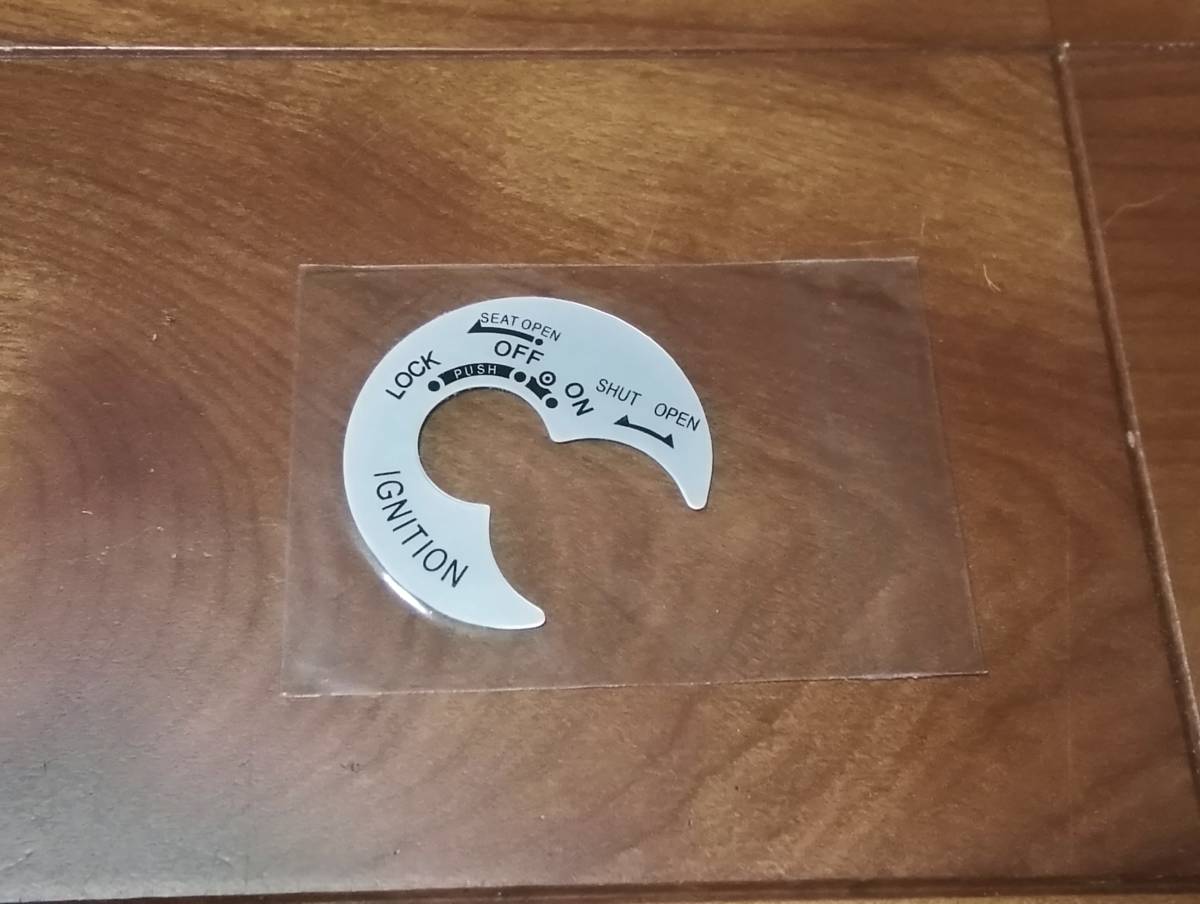 SEAT OPEN
OFF
LOCK
PUSH
ON
SHUT OPEN
IGNITION